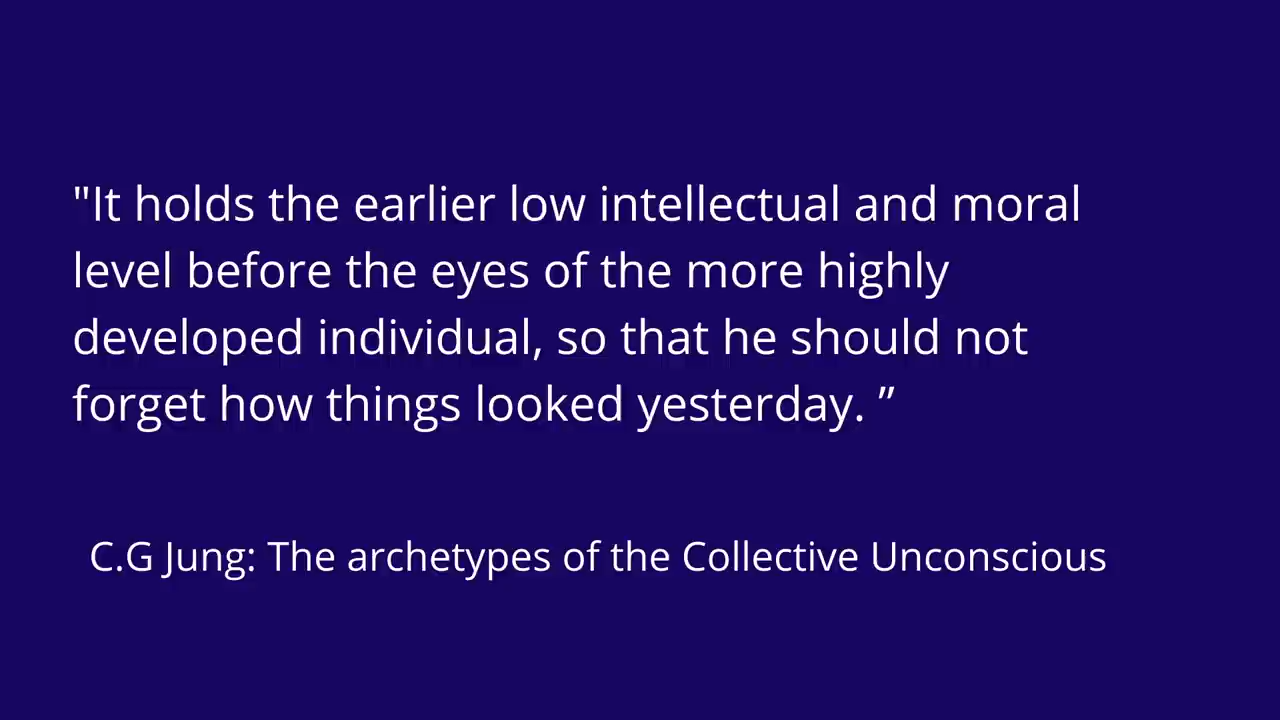 "It holds the earlier low intellectual and moral
level before the eyes of the more highly
developed individual, so that he should not
forget how things looked yesterday. ”
C.G Jung: The archetypes of the Collective Unconscious